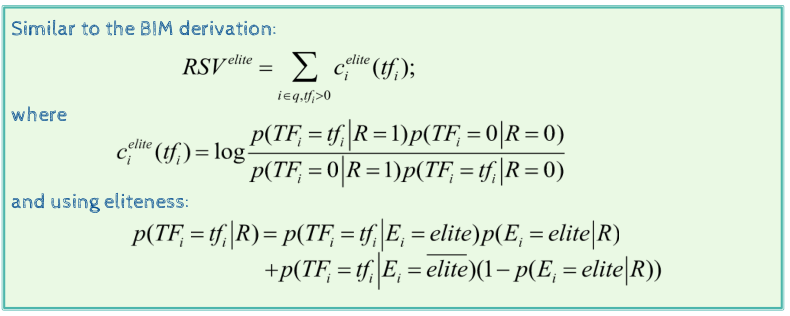 Similar to the BIM derivation:
RSV^{elite} = \sum_{i \in q, tf_i > 0} c_i^{elite}(tf_i);
where
c_i^{elite}(tf_i) = \log \frac{p(TF_i = tf_i | R = 1) p(TF_i = 0 | R = 0)}{p(TF_i = 0 | R = 1) p(TF_i = tf_i | R = 0)}
and using eliteness:
p(TF_i = tf_i | R) = p(TF_i = tf_i | E_i = elite) p(E_i = elite | R)
+ p(TF_i = tf_i | E_i = \overline{elite})(1 - p(E_i = elite | R))